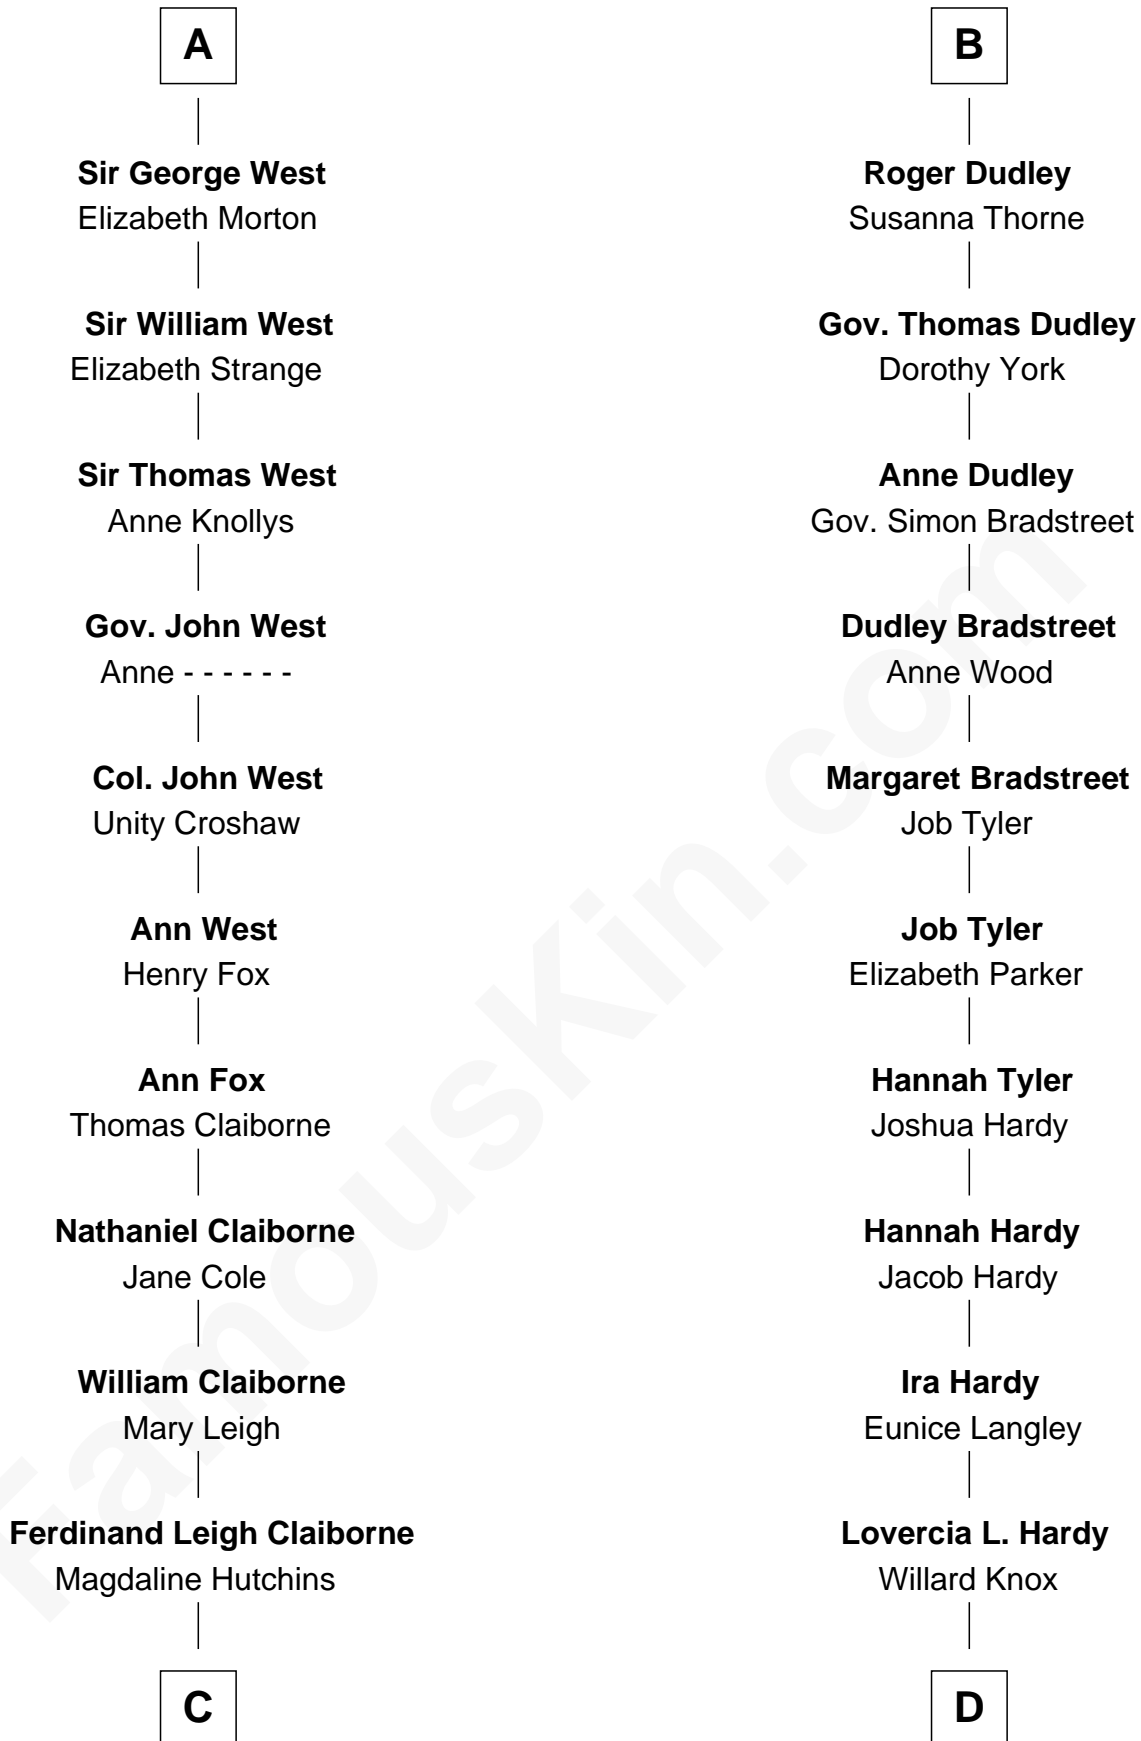 A
Sir George West
Elizabeth Morton
Sir William West
Elizabeth Strange
Sir Thomas West
Anne Knollys
Gov. John West
Anne - - - - - -
Col. John West
Unity Croshaw
Ann West
Henry Fox
Ann Fox
Thomas Claiborne
Nathaniel Claiborne
Jane Cole
William Claiborne
Mary Leigh
Ferdinand Leigh Claiborne
Magdaline Hutchins
C
B
Roger Dudley
Susanna Thorne
Gov. Thomas Dudley
Dorothy York
Anne Dudley
Gov. Simon Bradstreet
Dudley Bradstreet
Anne Wood
Margaret Bradstreet
Job Tyler
Job Tyler
Elizabeth Parker
Hannah Tyler
Joshua Hardy
Hannah Hardy
Jacob Hardy
Ira Hardy
Eunice Langley
Lovercia L. Hardy
Willard Knox
D
FamousKin.com